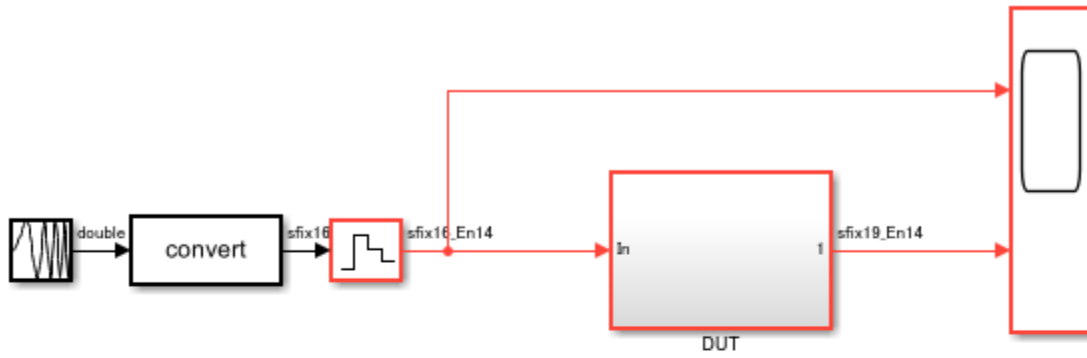 double
convert
sfix16
sfix16_En14
In
1
sfix19_En14
DUT